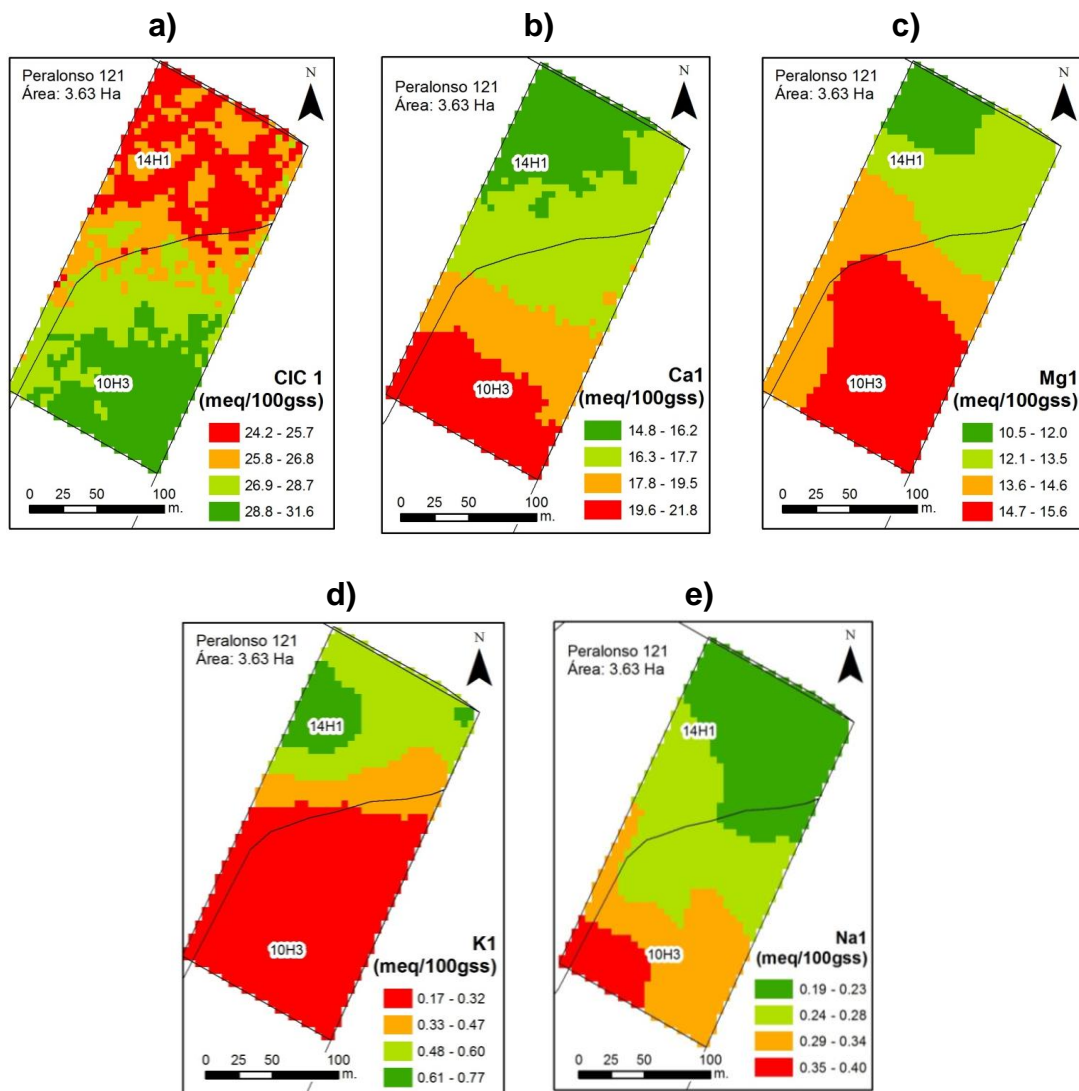 a)
Peralonso 121
Área: 3.63 Ha
N
14H1
10H3
CIC 1
(meq/100gss)
24.2 - 25.7
25.8 - 26.8
26.9 - 28.7
28.8 - 31.6
0 25 50 100
m.
b)
Peralonso 121
Área: 3.63 Ha
N
14H1
10H3
Ca1
(meq/100gss)
14.8 - 16.2
16.3 - 17.7
17.8 - 19.5
19.6 - 21.8
0 25 50 100
m.
c)
Peralonso 121
Área: 3.63 Ha
N
14H1
10H3
Mg1
(meq/100gss)
10.5 - 12.0
12.1 - 13.5
13.6 - 14.6
14.7 - 15.6
0 25 50 100
m.
d)
Peralonso 121
Área: 3.63 Ha
N
14H1
10H3
K1
(meq/100gss)
0.17 - 0.32
0.33 - 0.47
0.48 - 0.60
0.61 - 0.77
0 25 50 100
m.
e)
Peralonso 121
Área: 3.63 Ha
N
14H1
10H3
Na1
(meq/100gss)
0.19 - 0.23
0.24 - 0.28
0.29 - 0.34
0.35 - 0.40
0 25 50 100
m.